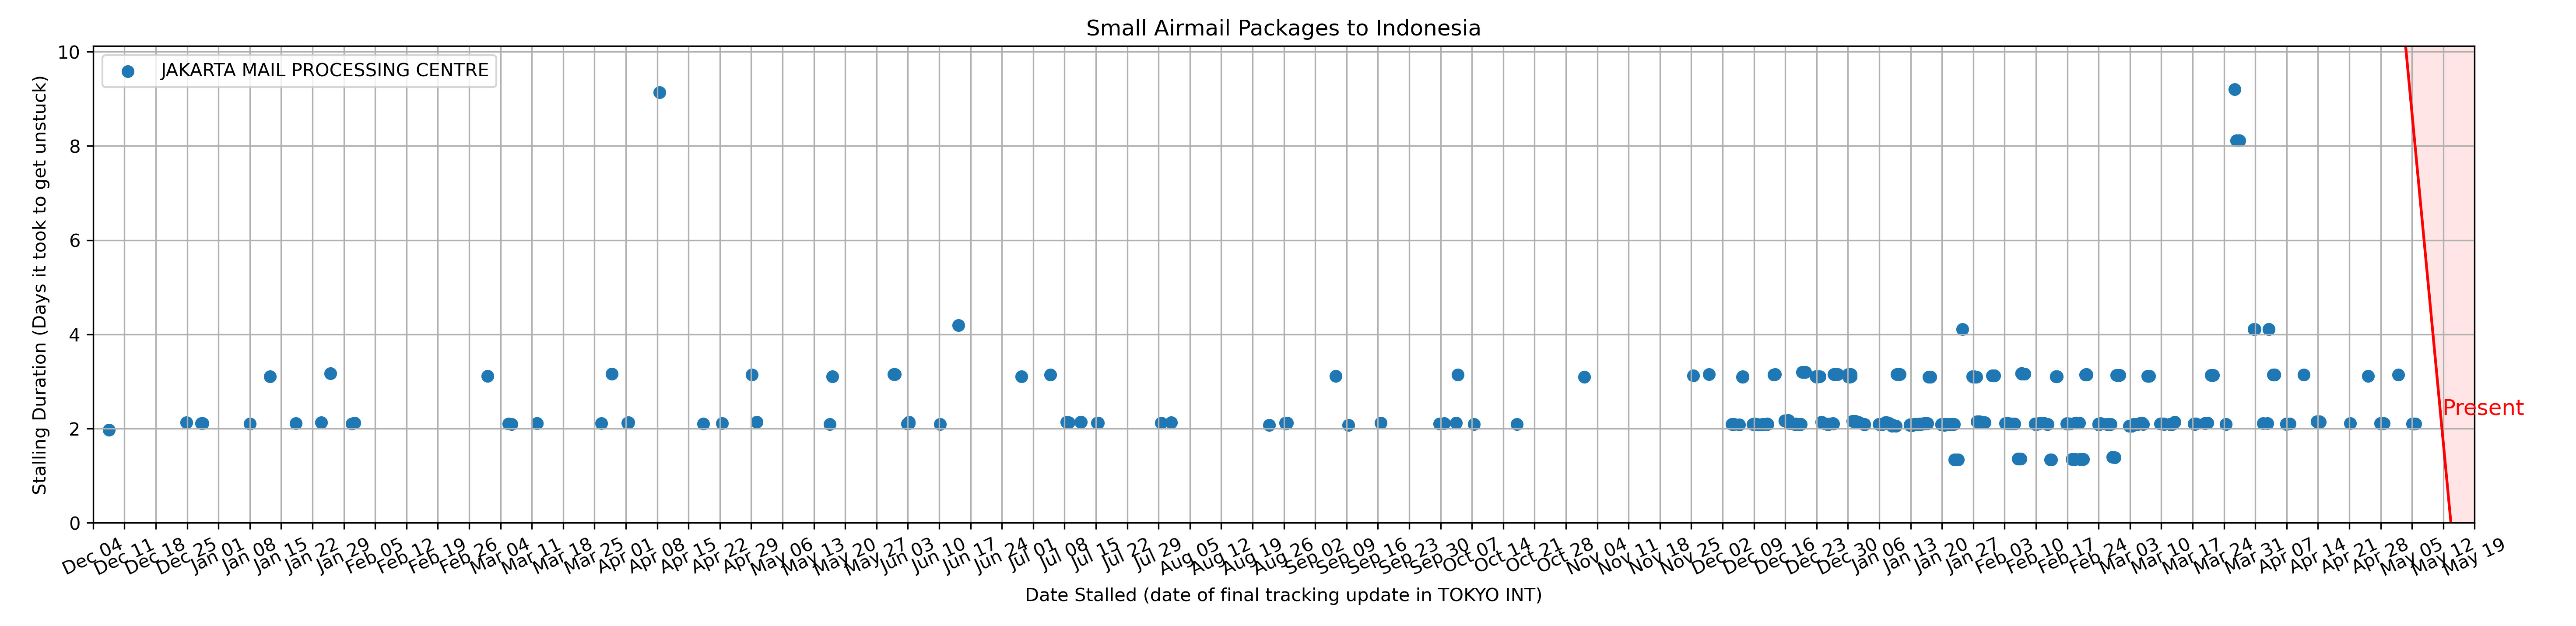 Small Airmail Packages to Indonesia
JAKARTA MAIL PROCESSING CENTRE
Stalling Duration (Days it took to get unstuck)
10
8
6
4
2
0
Present
Dec 04 Dec 11 Dec 18 Dec 25 Jan 01 Jan 08 Jan 15 Jan 22 Jan 29 Feb 05 Feb 12 Feb 19 Feb 26 Mar 04 Mar 11 Mar 18 Mar 25 Apr 01 Apr 08 Apr 15 Apr 22 Apr 29 May 06 May 13 May 20 May 27 Jun 03 Jun 10 Jun 17 Jun 24 Jul 01 Jul 08 Jul 15 Jul 22 Jul 29 Aug 05 Aug 12 Aug 19 Aug 26 Sep 02 Sep 09 Sep 16 Sep 23 Sep 30 Oct 07 Oct 14 Oct 21 Oct 28 Nov 04 Nov 11 Nov 18 Nov 25 Dec 02 Dec 09 Dec 16 Dec 23 Dec 30 Jan 06 Jan 13 Jan 20 Jan 27 Feb 03 Feb 10 Feb 17 Feb 24 Mar 03 Mar 10 Mar 17 Mar 24 Mar 31 Apr 07 Apr 14 Apr 21 Apr 28 May 05 May 12 May 19
Date Stalled (date of final tracking update in TOKYO INT)